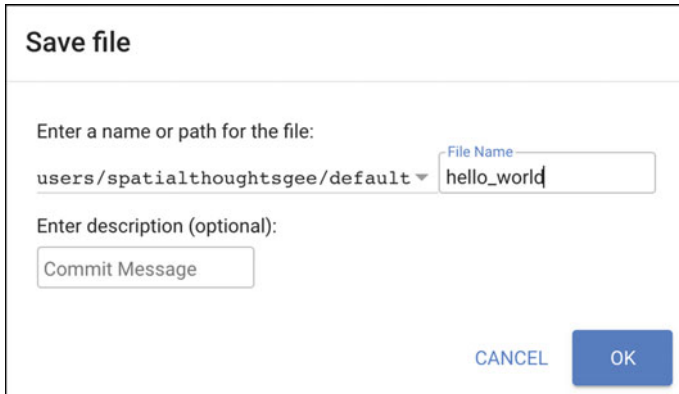 Save file
Enter a name or path for the file:
File Name
users/spatialthoughtsgee/default hello_world
Enter description (optional):
Commit Message
CANCEL OK